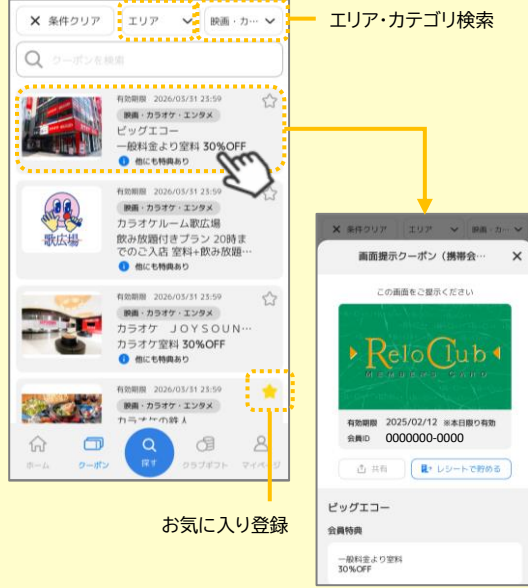 × 条件クリア
エリア
映画・カ…
エリア・カテゴリ検索
クーポンを検索
有効期限 2026/03/31 23:59
映画・カラオケ・エンタメ
ビッグエコー
一般料金より室料 30%OFF
他にも特典あり
有効期限 2026/03/31 23:59
映画・カラオケ・エンタメ
カラオケルーム歌広場
飲み放題付きプラン 20時ま
でのご入店 室料+飲み放題…
他にも特典あり
歌広場
有効期限 2026/03/31 23:59
映画・カラオケ・エンタメ
カラオケ JOYSOUN…
カラオケ室料 30%OFF
他にも特典あり
有効期限 2026/03/31 23:59
映画・カラオケ・エンタメ
カラオケの鉄人
ホーム
クーポン
探す
クラブオフ
マイページ
お気に入り登録
× 条件クリア
エリア
映画・カ…
画面提示クーポン（携帯会… ×
この画面をご提示ください
ReloClub
MEMBERS CARD
有効期限 2025/02/12 ※本日限り有効
会員ID 0000000-0000
共有
レシートで貯める
ビッグエコー
会員特典
一般料金より室料
30%OFF